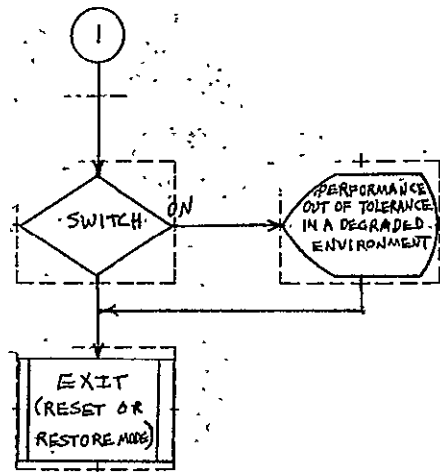 1
SWITCH
ON
PERFORMANCE
OUT OF TOLERANCE
IN A DEGRADED
ENVIRONMENT
EXIT
(RESET OR
RESTORE MODE)